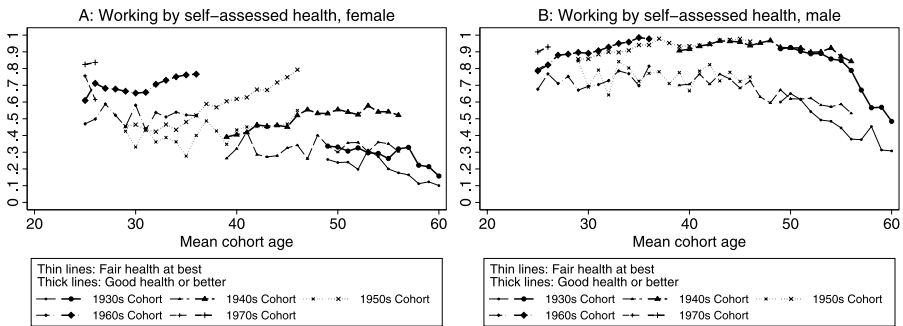 A: Working by self−assessed health, female
B: Working by self−assessed health, male
0 .1 .2 .3 .4 .5 .6 .7 .8 .9 1
0 .1 .2 .3 .4 .5 .6 .7 .8 .9 1
20 30 40 50 60
20 30 40 50 60
Mean cohort age
Mean cohort age
Thin lines: Fair health at best
Thick lines: Good health or better
1930s Cohort 1940s Cohort 1950s Cohort
1960s Cohort 1970s Cohort
Thin lines: Fair health at best
Thick lines: Good health or better
1930s Cohort 1940s Cohort 1950s Cohort
1960s Cohort 1970s Cohort